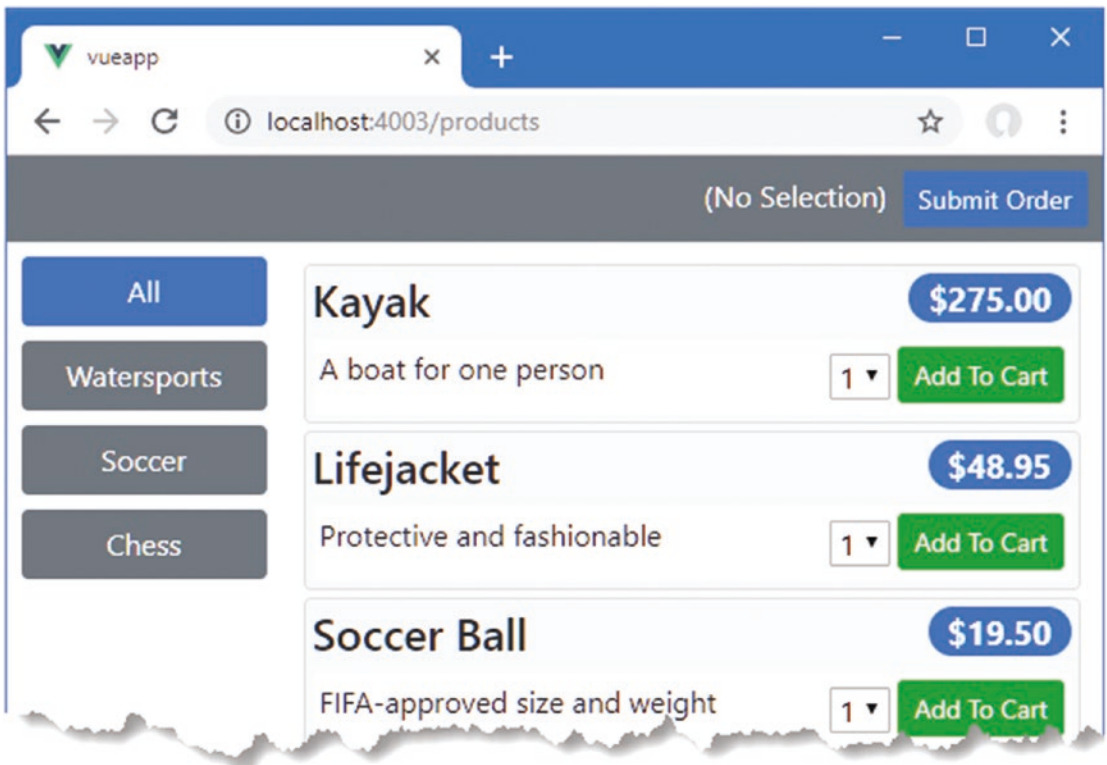 vueapp
localhost:4003/products
(No Selection) Submit Order
All
Watersports
Soccer
Chess
Kayak $275.00
A boat for one person 1 Add To Cart
Lifejacket $48.95
Protective and fashionable 1 Add To Cart
Soccer Ball $19.50
FIFA-approved size and weight 1 Add To Cart